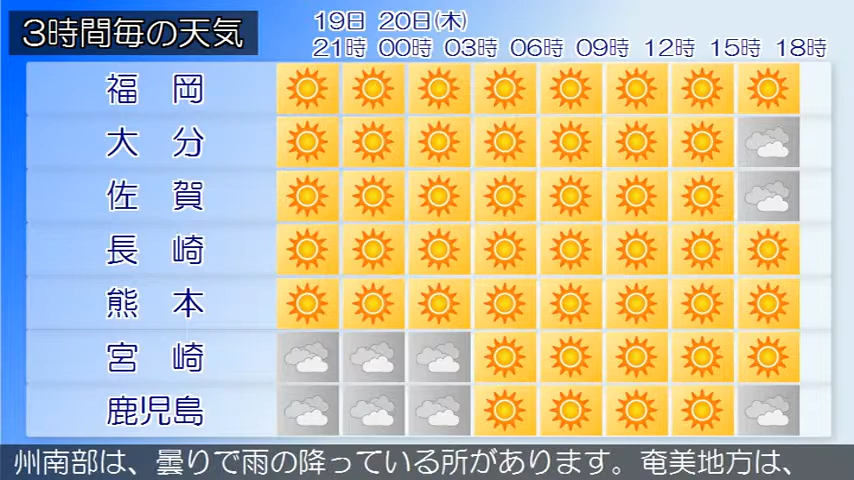 3時間毎の天気
19日 20日(木)
21時 00時 03時 06時 09時 12時 15時 18時
福岡
大分
佐賀
長崎
熊本
宮崎
鹿児島
州南部は、曇りで雨の降っている所があります。奄美地方は、